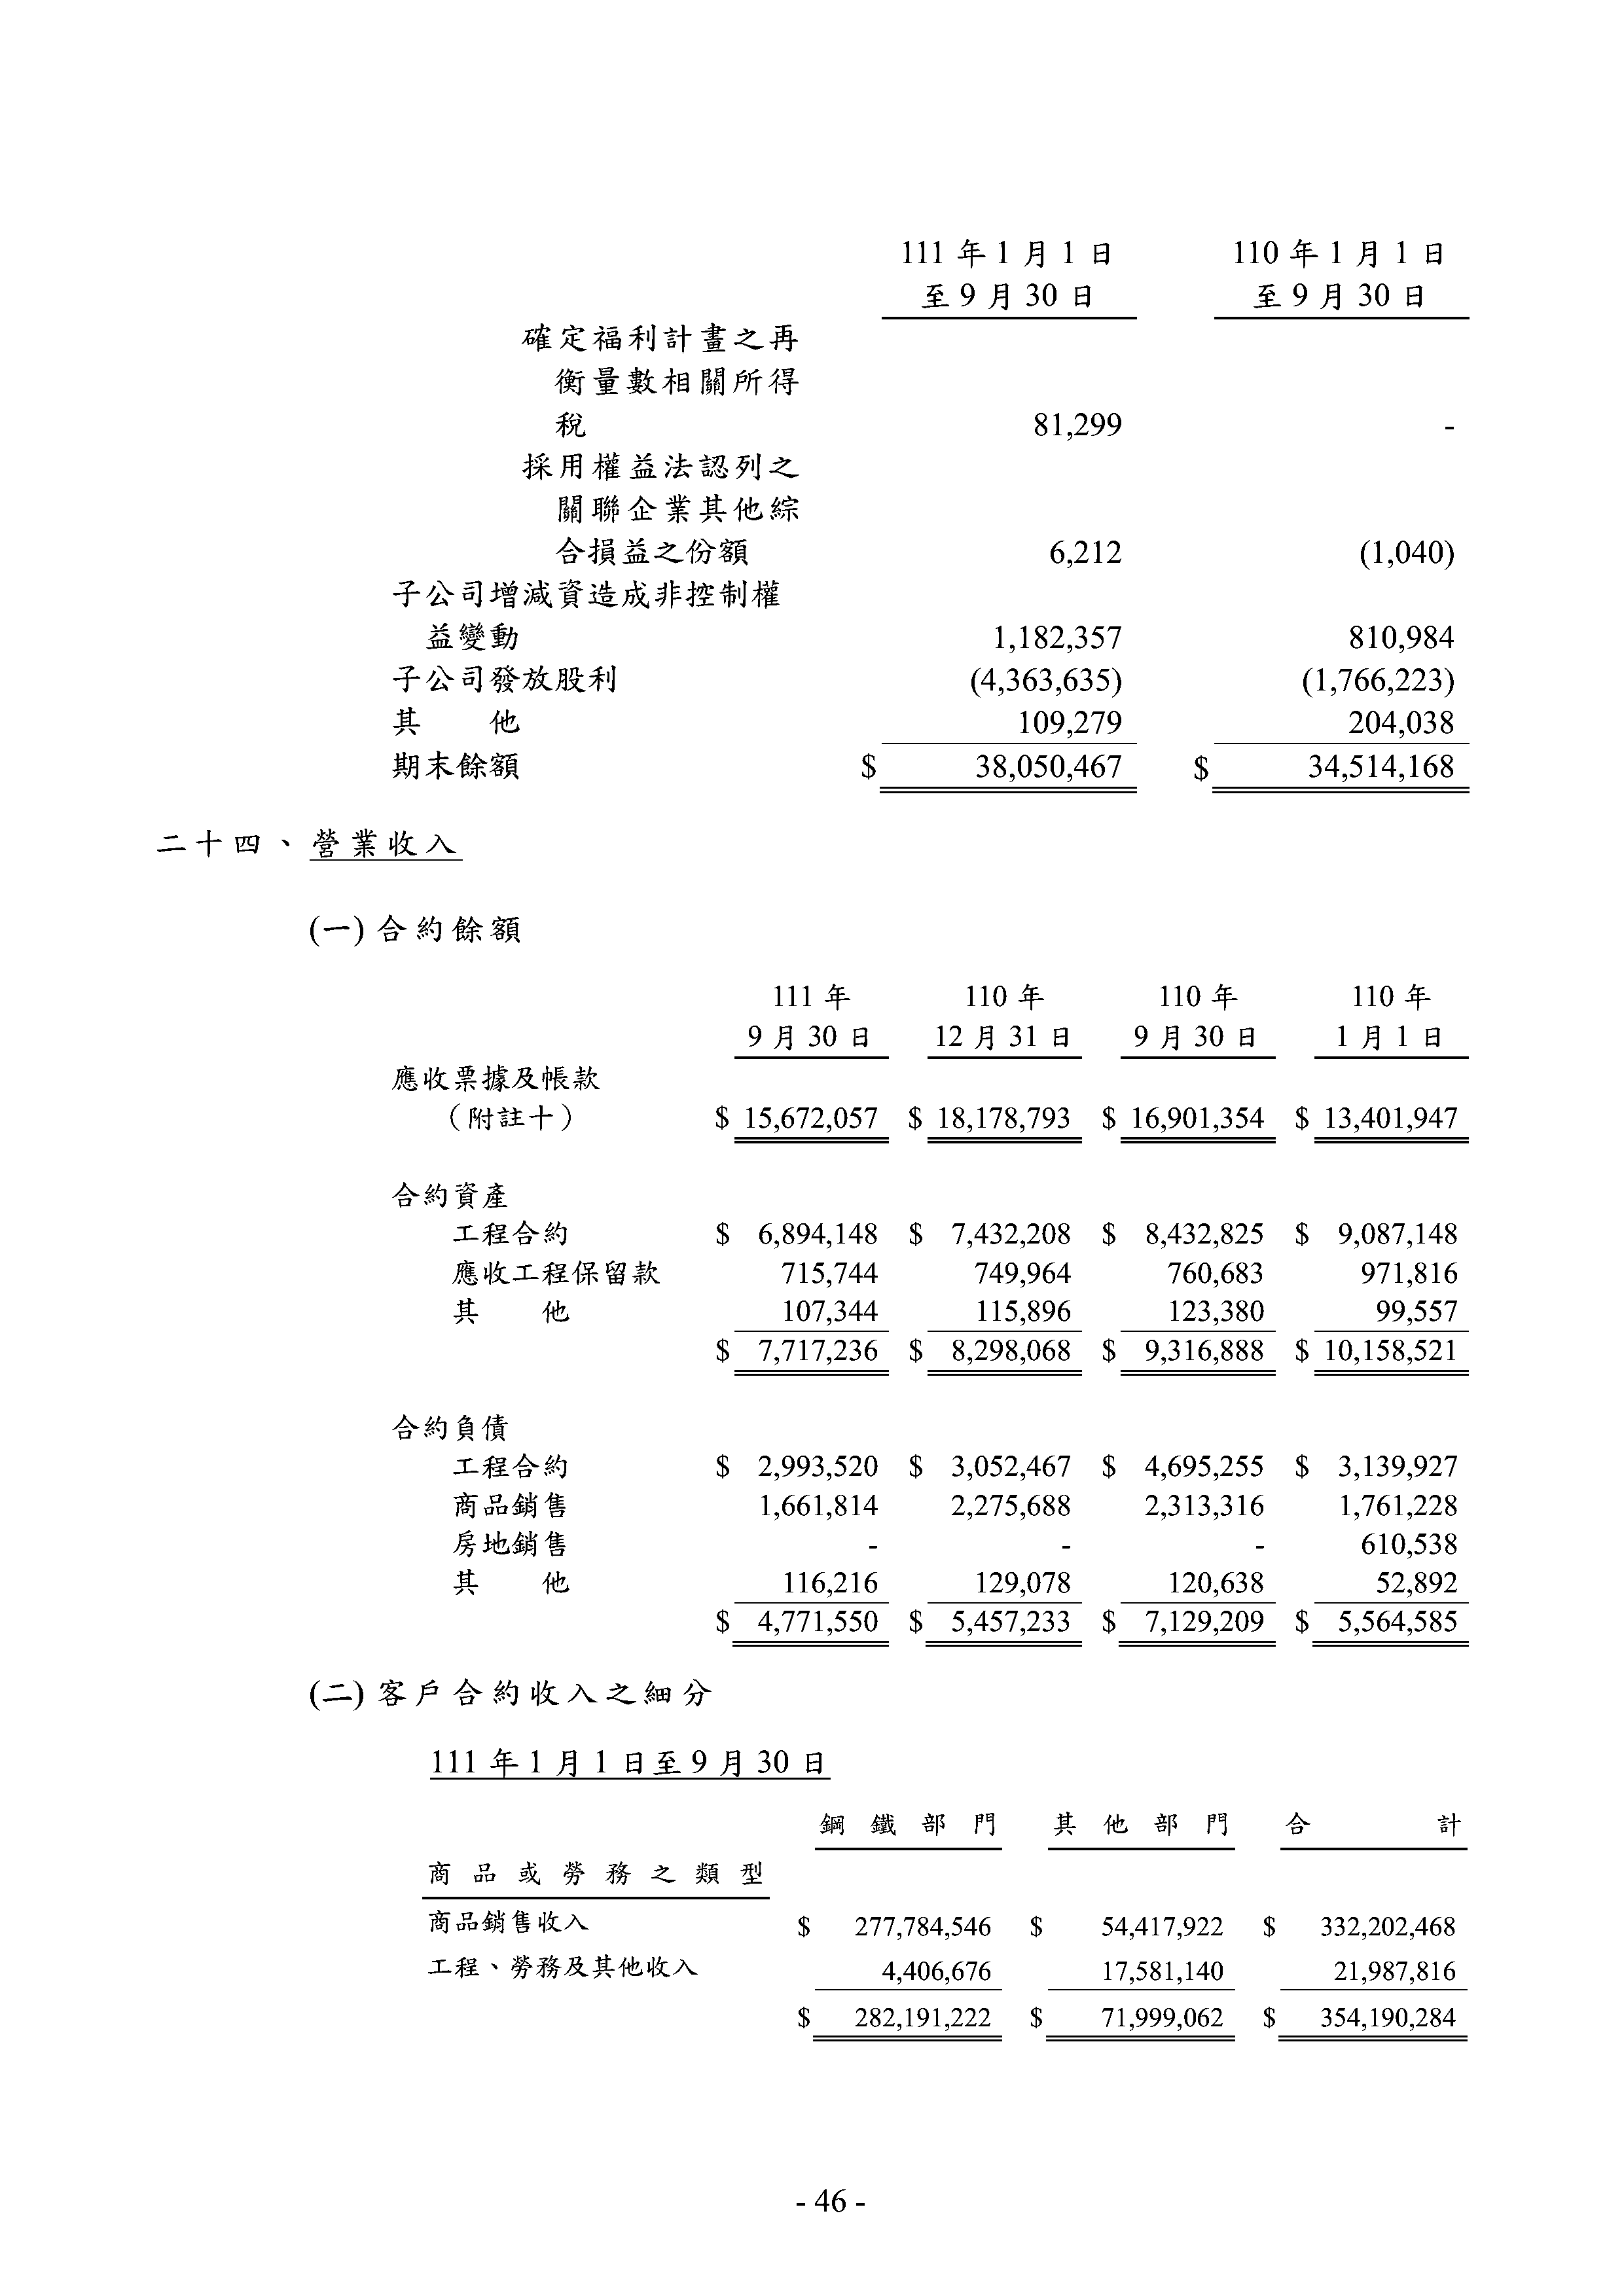 111 年 1 月 1 日 110 年 1 月 1 日
至 9 月 30 日 至 9 月 30 日
確定福利計畫之再
衡量數相關所得
稅 81,299 -
採用權益法認列之
關聯企業其他綜
合損益之份額 6,212 (1,040)
子公司增減資造成非控制權
益變動 1,182,357 810,984
子公司發放股利 (4,363,635) (1,766,223)
其 他 109,279 204,038
期末餘額 $ 38,050,467 $ 34,514,168
二十四、營業收入
(一) 合約餘額
111 年 110 年 110 年 110 年
9 月 30 日 12 月 31 日 9 月 30 日 1 月 1 日
應收票據及帳款
（附註十） $ 15,672,057 $ 18,178,793 $ 16,901,354 $ 13,401,947
合約資產
工程合約 $ 6,894,148 $ 7,432,208 $ 8,432,825 $ 9,087,148
應收工程保留款 715,744 749,964 760,683 971,816
其 他 107,344 115,896 123,380 99,557
$ 7,717,236 $ 8,298,068 $ 9,316,888 $ 10,158,521
合約負債
工程合約 $ 2,993,520 $ 3,052,467 $ 4,695,255 $ 3,139,927
商品銷售 1,661,814 2,275,688 2,313,316 1,761,228
房地銷售 - - - 610,538
其 他 116,216 129,078 120,638 52,892
$ 4,771,550 $ 5,457,233 $ 7,129,209 $ 5,564,585
(二) 客戶合約收入之細分
111 年 1 月 1 日至 9 月 30 日
鋼鐵部門 其他部門 合 計
商品或勞務之類型
商品銷售收入 $ 277,784,546 $ 54,417,922 $ 332,202,468
工程、勞務及其他收入 4,406,676 17,581,140 21,987,816
$ 282,191,222 $ 71,999,062 $ 354,190,284
- 46 -